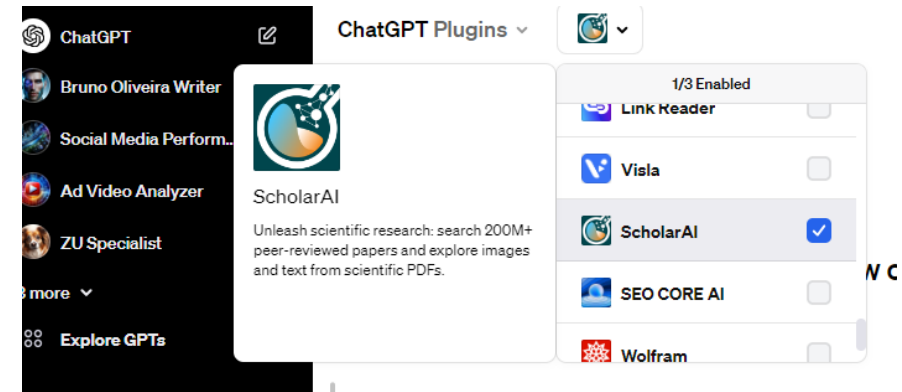 ChatGPT
Bruno Oliveira Writer
Social Media Perform...
Ad Video Analyzer
ZU Specialist
more
Explore GPTs
ChatGPT Plugins
ScholarAI
Unleash scientific research: search 200M+
peer-reviewed papers and explore images
and text from scientific PDFs.
1/3 Enabled
Link Reader
Visla
ScholarAI
SEO CORE AI
Wolfram